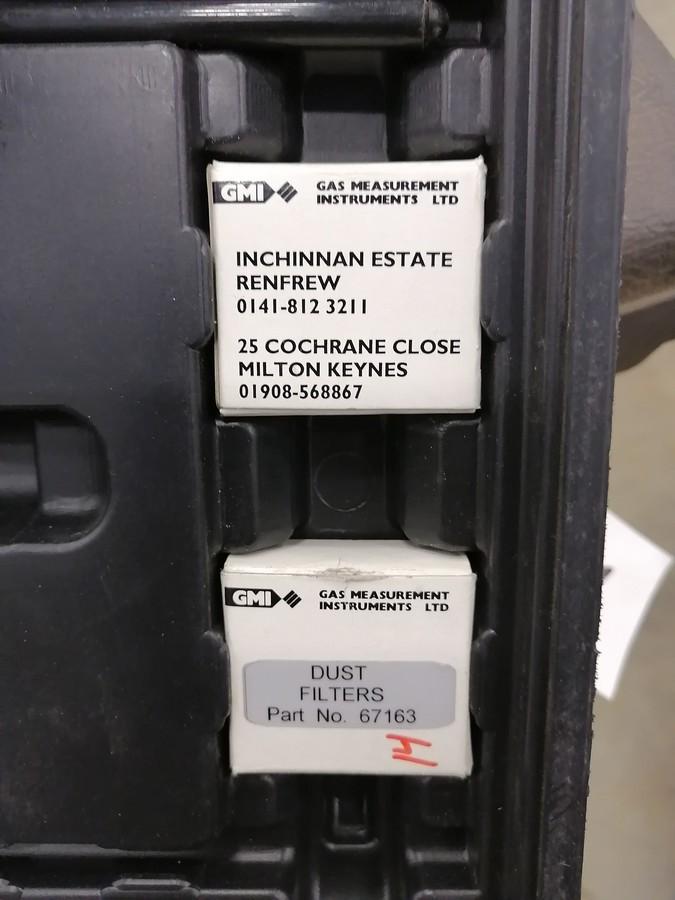 GMI GAS MEASUREMENT
INSTRUMENTS LTD
INCHINNAN ESTATE
RENFREW
0141-812 3211
25 COCHRANE CLOSE
MILTON KEYNES
01908-568867
GMI GAS MEASUREMENT
INSTRUMENTS LTD
DUST
FILTERS
Part No. 67163